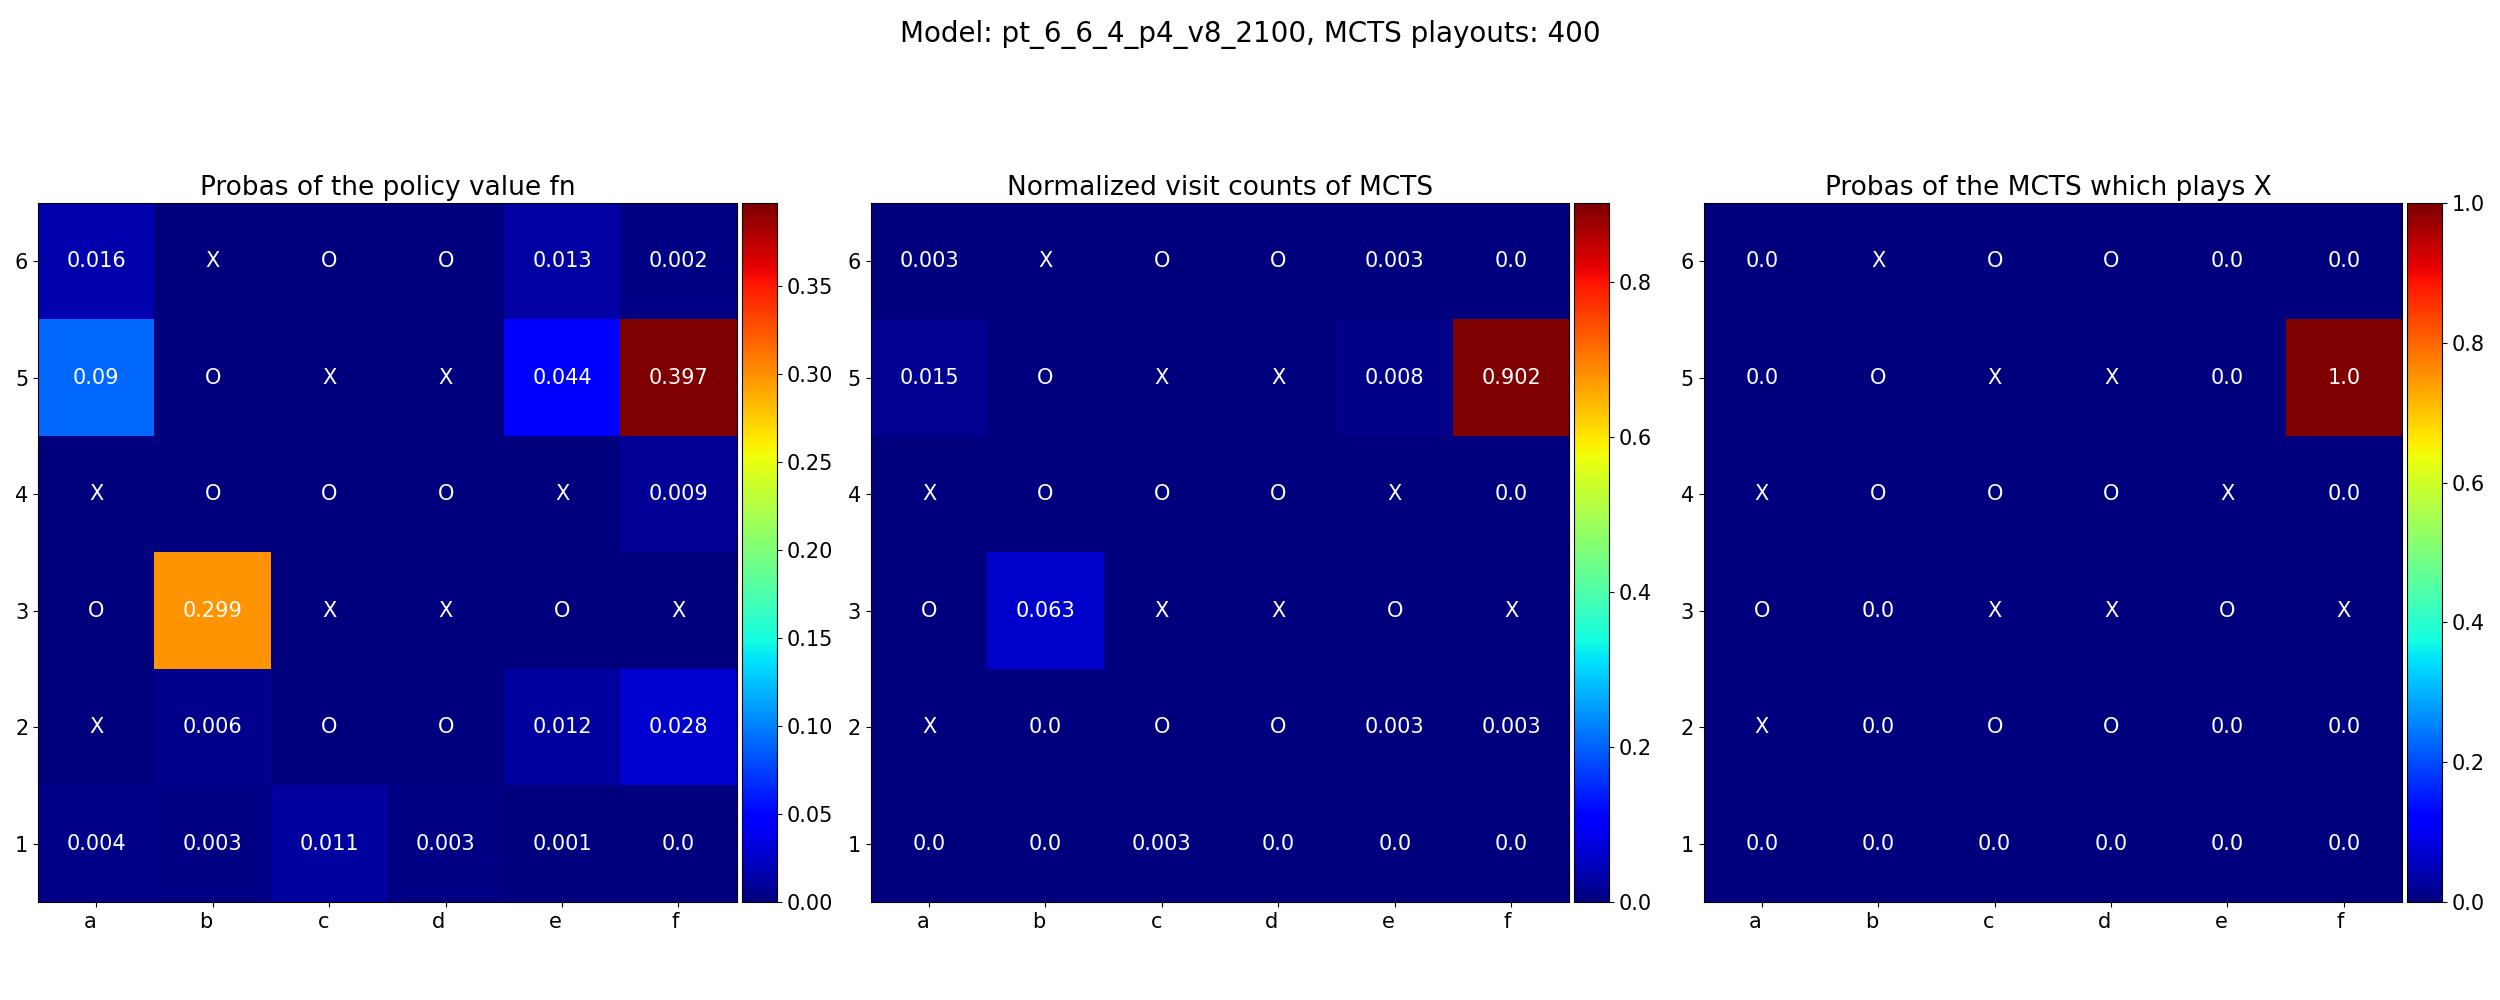 Model: pt_6_6_4_p4_v8_2100, MCTS playouts: 400
Probas of the policy value fn
6 0.016 X O O 0.013 0.002
5 0.09 O X X 0.044 0.397
4 X O O O X 0.009
3 O 0.299 X X O X
2 X 0.006 O O 0.012 0.028
1 0.004 0.003 0.011 0.003 0.001 0.0
a b c d e f
0.35
0.30
0.25
0.20
0.15
0.10
0.05
0.00
Normalized visit counts of MCTS
6 0.003 X O O 0.003 0.0
5 0.015 O X X 0.008 0.902
4 X O O O X 0.0
3 O 0.063 X X O X
2 X 0.0 O O 0.003 0.003
1 0.0 0.0 0.003 0.0 0.0 0.0
a b c d e f
0.8
0.6
0.4
0.2
0.0
Probas of the MCTS which plays X
6 0.0 X O O 0.0 0.0
5 0.0 O X X 0.0 1.0
4 X O O O X 0.0
3 O 0.0 X X O X
2 X 0.0 O O 0.0 0.0
1 0.0 0.0 0.0 0.0 0.0 0.0
a b c d e f
1.0
0.8
0.6
0.4
0.2
0.0